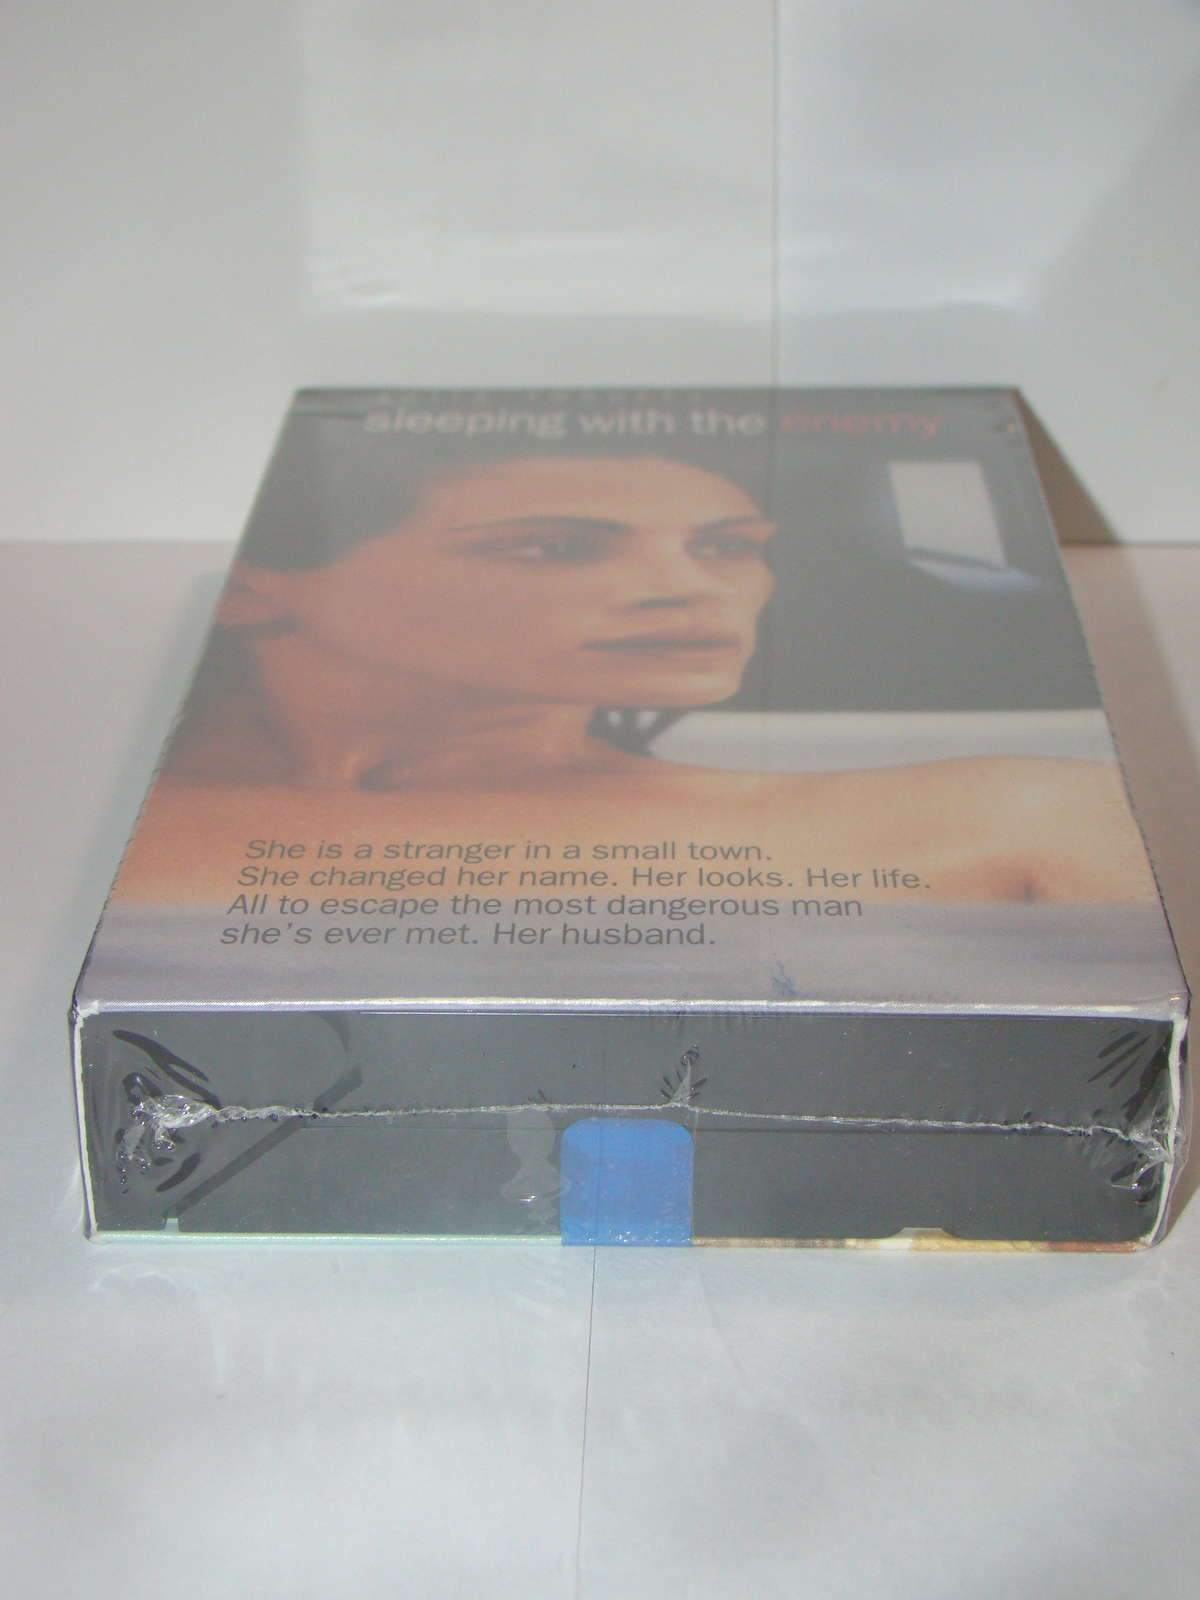 sleeping with the enemy
She is a stranger in a small town.
She changed her name. Her looks. Her life.
All to escape the most dangerous man
she's ever met. Her husband.